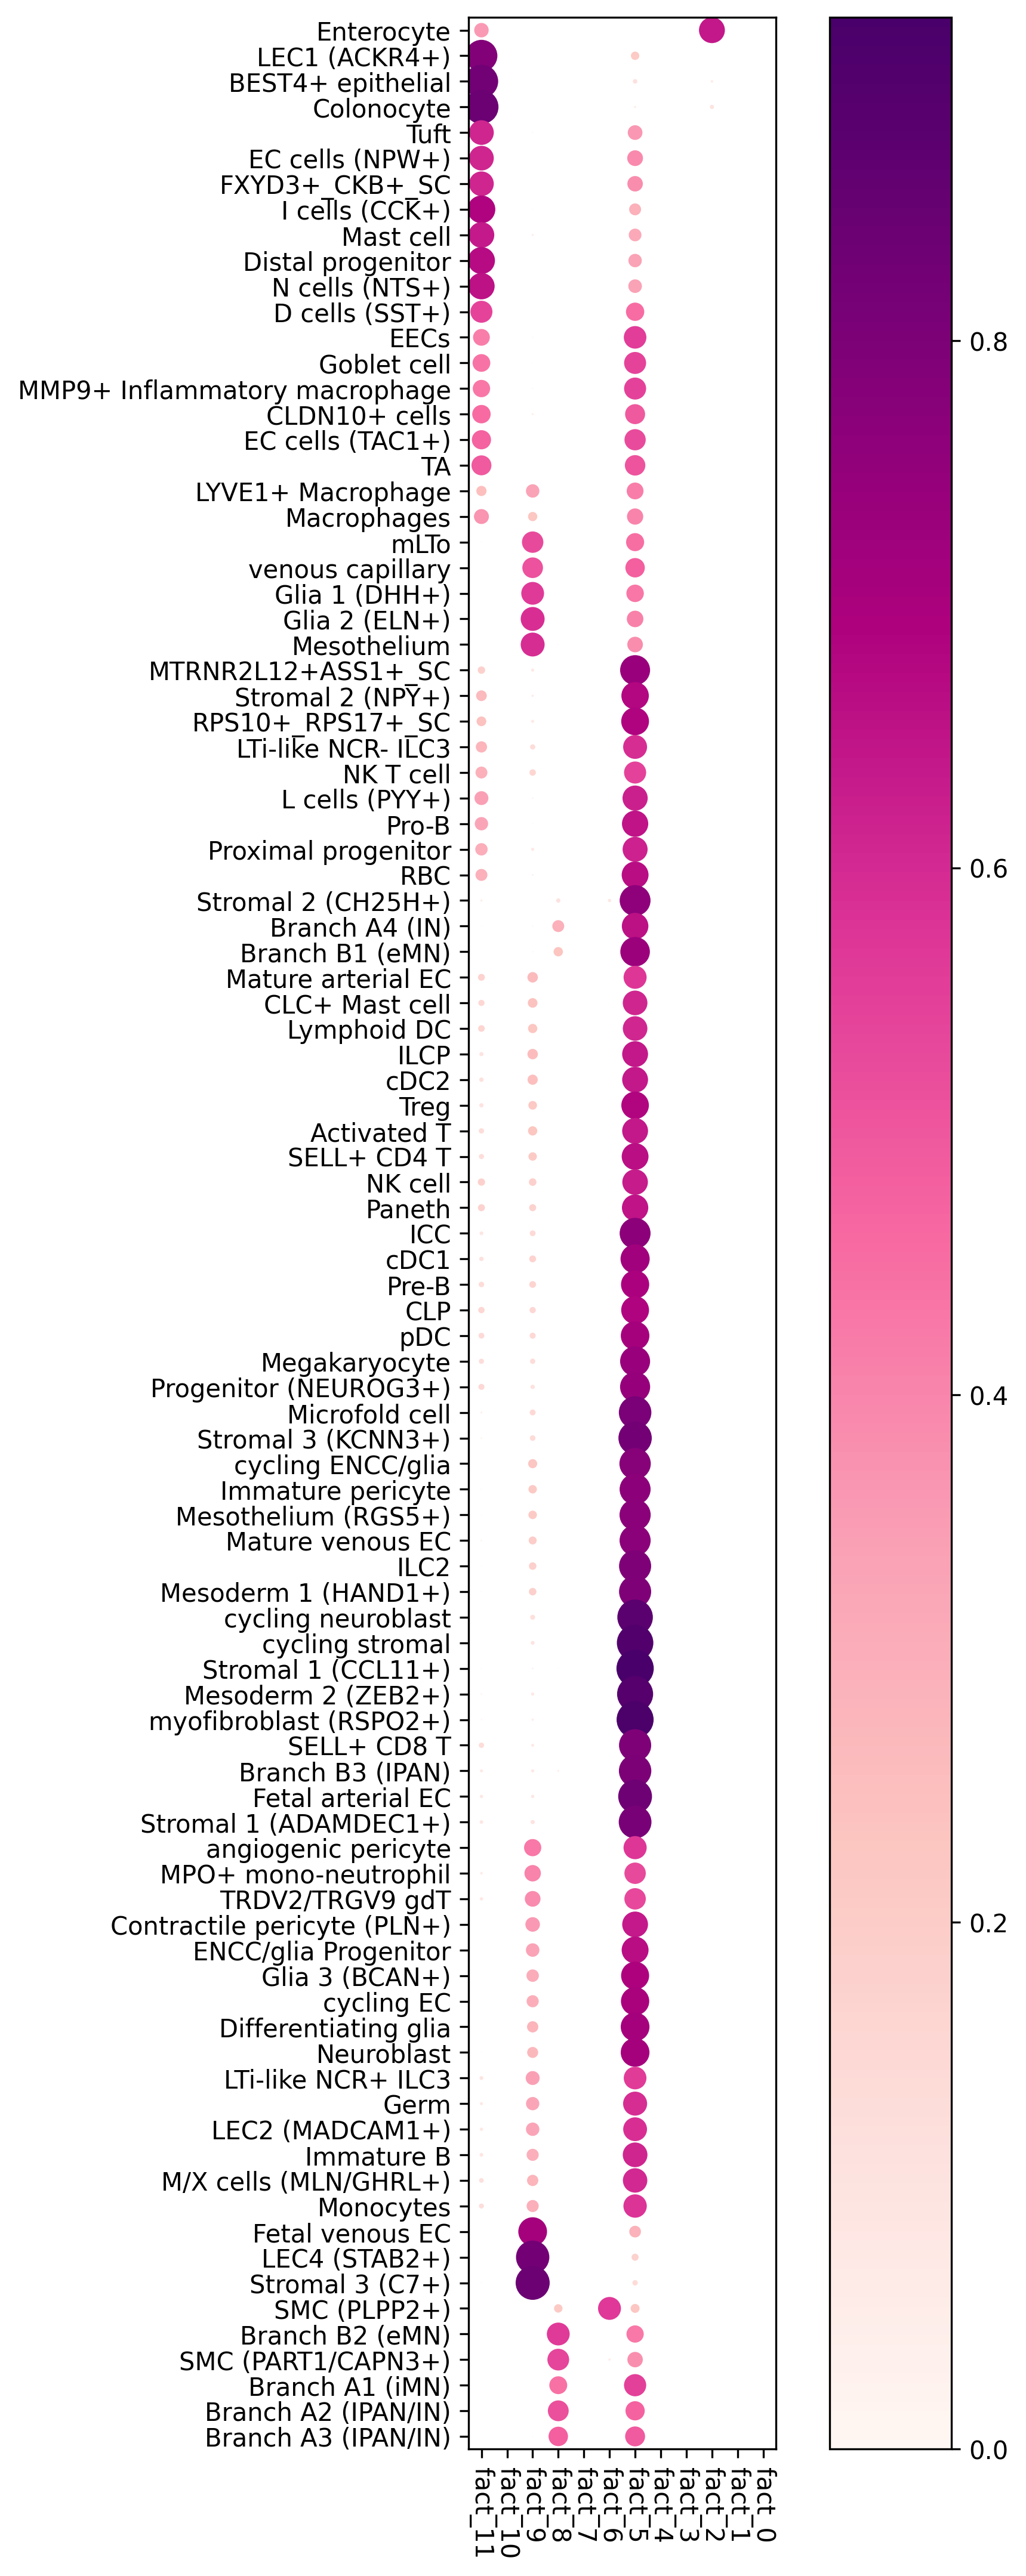 Enterocyte
LEC1 (ACKR4+)
BEST4+ epithelial
Colonocyte
Tuft
EC cells (NPW+)
FXYD3+_CKB+_SC
I cells (CCK+)
Mast cell
Distal progenitor
N cells (NTS+)
D cells (SST+)
EECs
Goblet cell
MMP9+ Inflammatory macrophage
CLDN10+ cells
EC cells (TAC1+)
TA
LYVE1+ Macrophage
Macrophages
mLTo
venous capillary
Glia 1 (DHH+)
Glia 2 (ELN+)
Mesothelium
MTRNR2L12+ASS1+_SC
Stromal 2 (NPY+)
RPS10+_RPS17+_SC
LTi-like NCR- ILC3
NK T cell
L cells (PYY+)
Pro-B
Proximal progenitor
RBC
Stromal 2 (CH25H+)
Branch A4 (IN)
Branch B1 (eMN)
Mature arterial EC
CLC+ Mast cell
Lymphoid DC
ILCP
cDC2
Treg
Activated T
SELL+ CD4 T
NK cell
Paneth
ICC
cDC1
Pre-B
CLP
pDC
Megakaryocyte
Progenitor (NEUROG3+)
Microfold cell
Stromal 3 (KCNN3+)
cycling ENCC/glia
Immature pericyte
Mesothelium (RGS5+)
Mature venous EC
ILC2
Mesoderm 1 (HAND1+)
cycling neuroblast
cycling stromal
Stromal 1 (CCL11+)
Mesoderm 2 (ZEB2+)
myofibroblast (RSPO2+)
SELL+ CD8 T
Branch B3 (IPAN)
Fetal arterial EC
Stromal 1 (ADAMDEC1+)
angiogenic pericyte
MPO+ mono-neutrophil
TRDV2/TRGV9 gdT
Contractile pericyte (PLN+)
ENCC/glia Progenitor
Glia 3 (BCAN+)
cycling EC
Differentiating glia
Neuroblast
LTi-like NCR+ ILC3
Germ
LEC2 (MADCAM1+)
Immature B
M/X cells (MLN/GHRL+)
Monocytes
Fetal venous EC
LEC4 (STAB2+)
Stromal 3 (C7+)
SMC (PLPP2+)
Branch B2 (eMN)
SMC (PART1/CAPN3+)
Branch A1 (iMN)
Branch A2 (IPAN/IN)
Branch A3 (IPAN/IN)
fact_11
fact_10
fact_9
fact_8
fact_7
fact_6
fact_5
fact_4
fact_3
fact_2
fact_1
fact_0
0.8
0.6
0.4
0.2
0.0